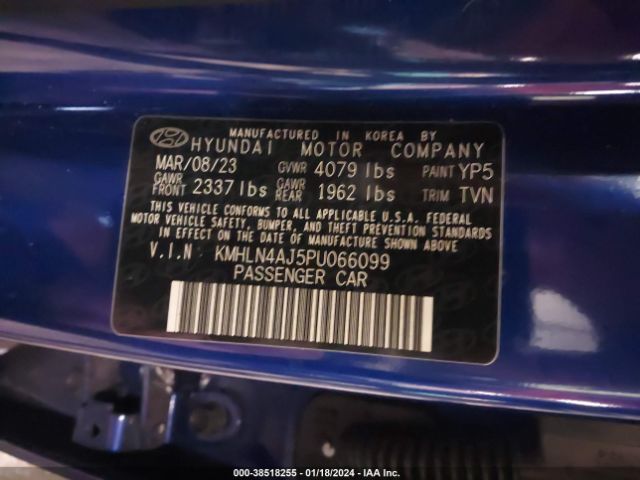 MANUFACTURED IN KOREA BY
HYUNDAI MOTOR COMPANY
MAR/08/23 GVWR 4079 lbs PAINT YP5
GAWR FRONT 2337 lbs GAWR REAR 1962 lbs TRIM TVN
THIS VEHICLE CONFORMS TO ALL APPLICABLE U.S.A. FEDERAL
MOTOR VEHICLE SAFETY, BUMPER, AND THEFT PREVENTION STANDARDS
IN EFFECT ON THE DATE OF MANUFACTURE SHOWN ABOVE.
V.I.N KMHLN4AJ5PU066099
PASSENGER CAR
000-38518255 - 01/18/2024 - IAA Inc.